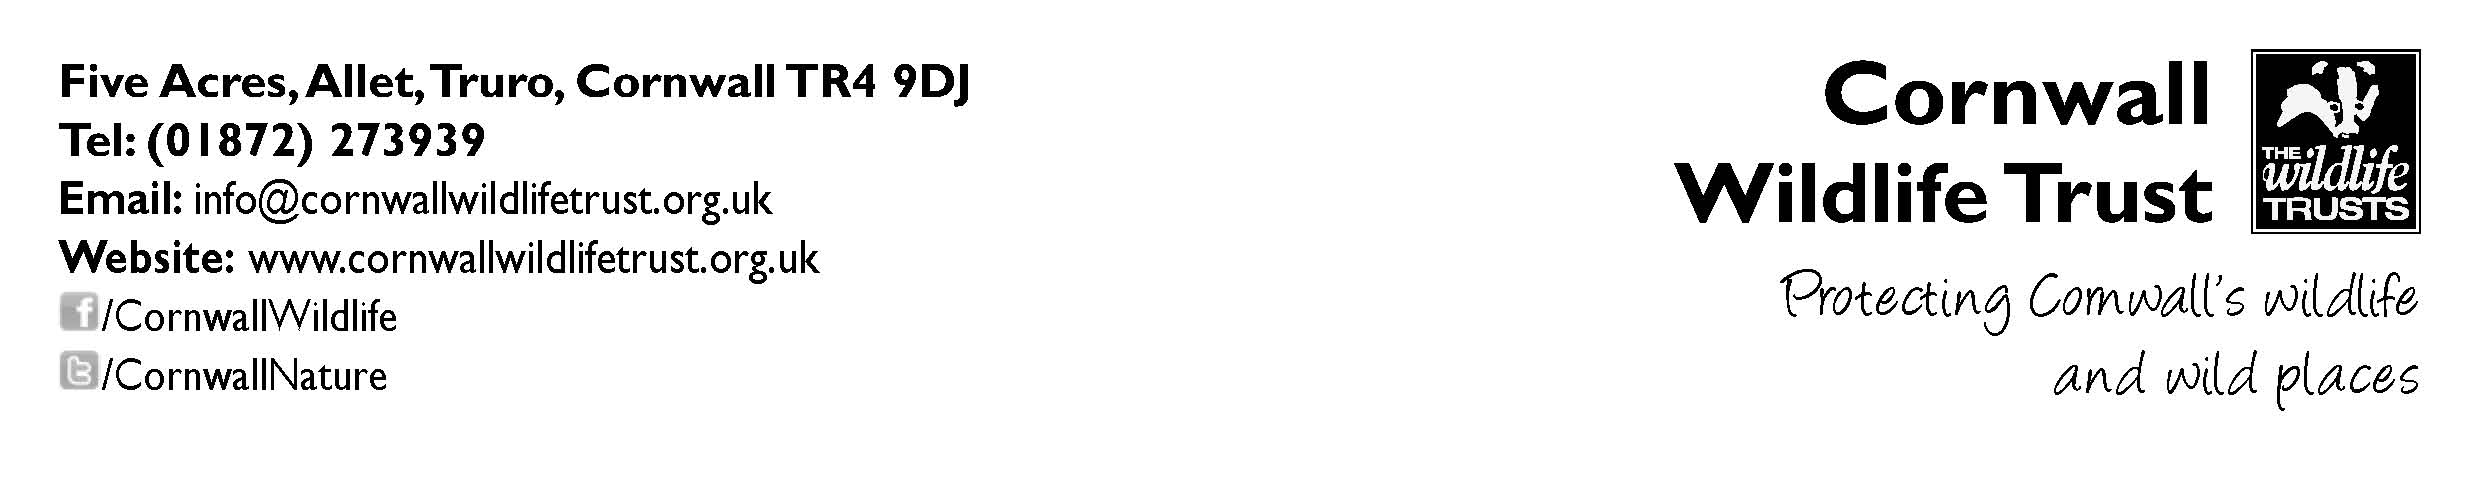 Five Acres, Allet, Truro, Cornwall TR4 9DJ
Tel: (01872) 273939
Email: info@cornwallwildlifetrust.org.uk
Website: www.cornwallwildlifetrust.org.uk
f/CornwallWildlife
t/CornwallNature
Cornwall
Wildlife Trust
THE
wildlife
TRUSTS
Protecting Cornwall's wildlife
and wild places